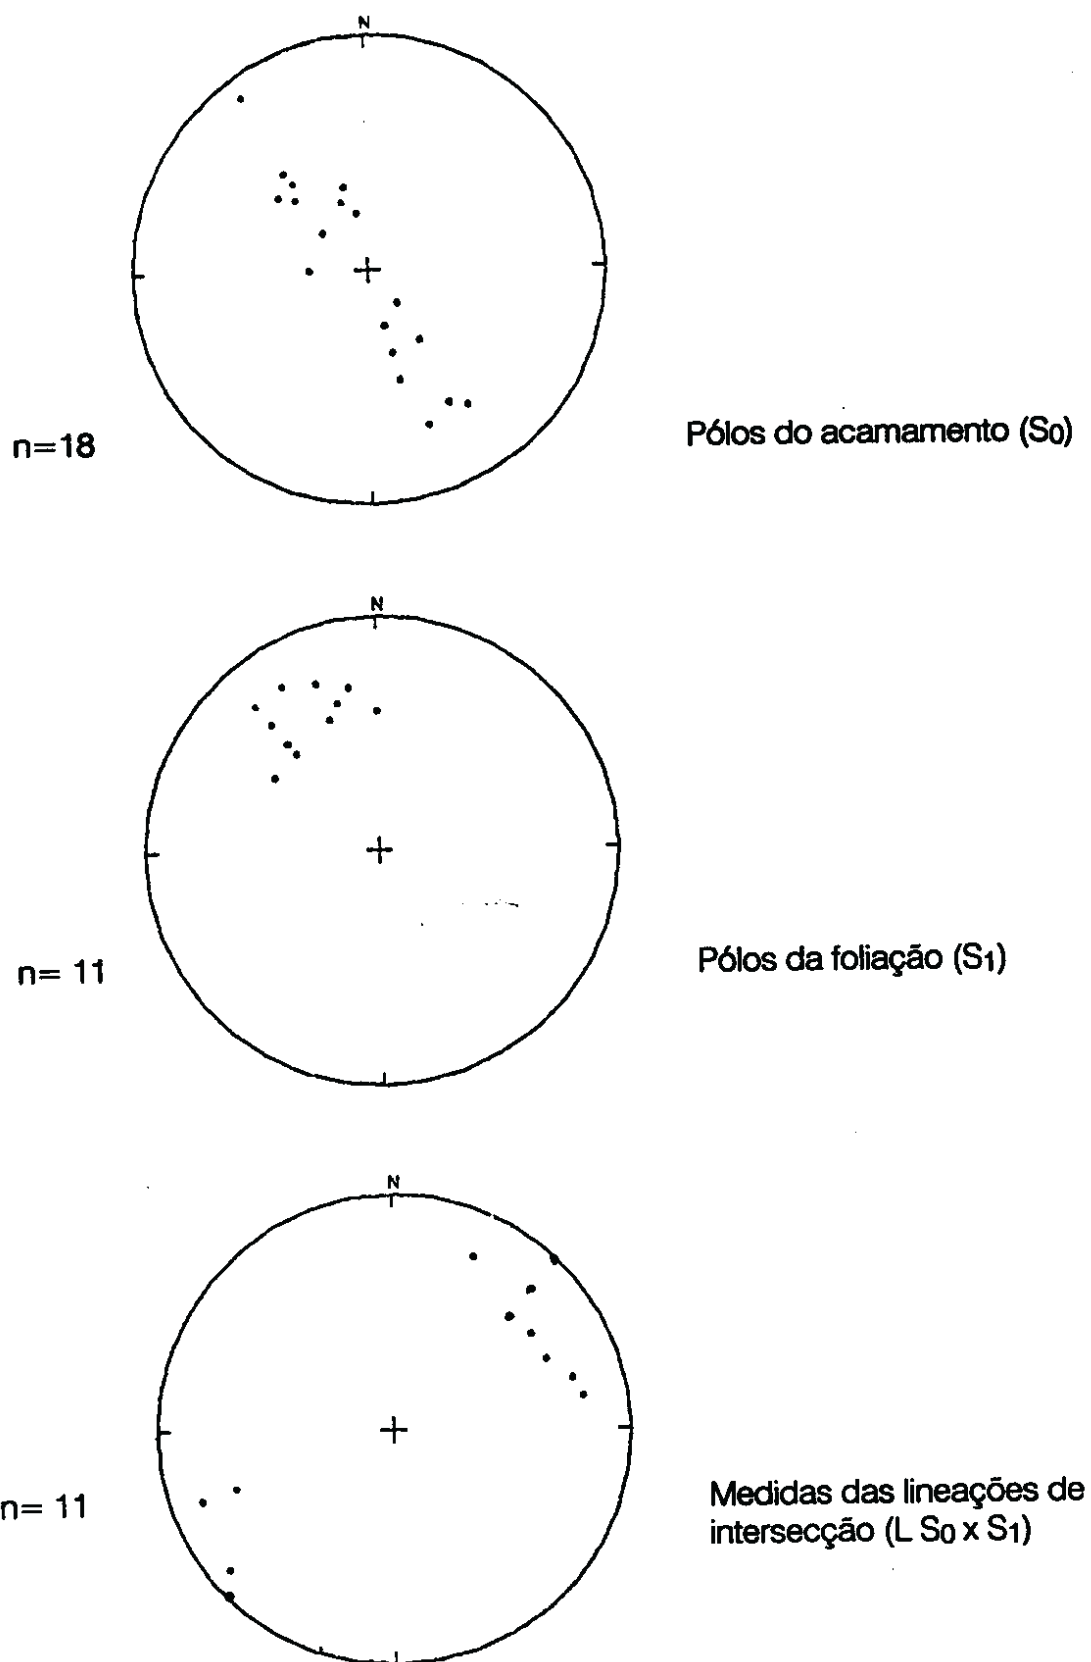 N
n=18
Pólos do acamamento (S0)
N
n= 11
Pólos da foliação (S1)
N
n= 11
Medidas das lineações de
intersecção (L S0 x S1)